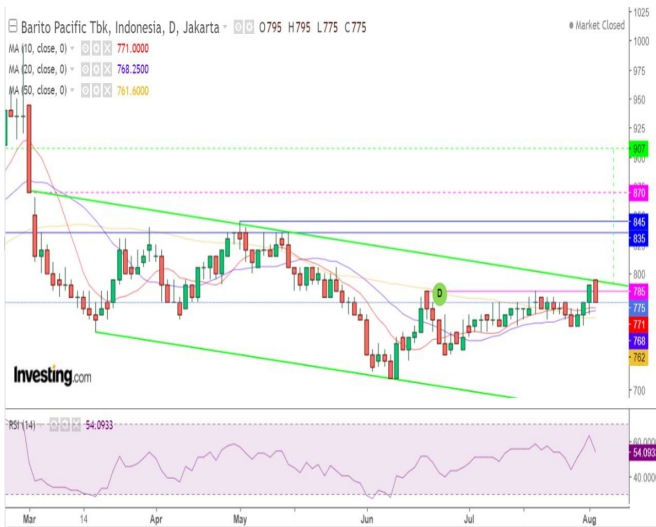 Barito Pacific Tbk, Indonesia, D, Jakarta O795 H795 L775 C775
Market Closed
MA (10, close, 0) 771.0000
MA (20, close, 0) 768.2500
MA (50, close, 0) 761.6000
1025
1000
975
950
925
907
870
845
835
800
785
775
771
768
762
700
D
Investing.com
RSI (14) 54.0933
60.0000
54.0933
40.0000
Mar 14 Apr May Jun Jul Aug